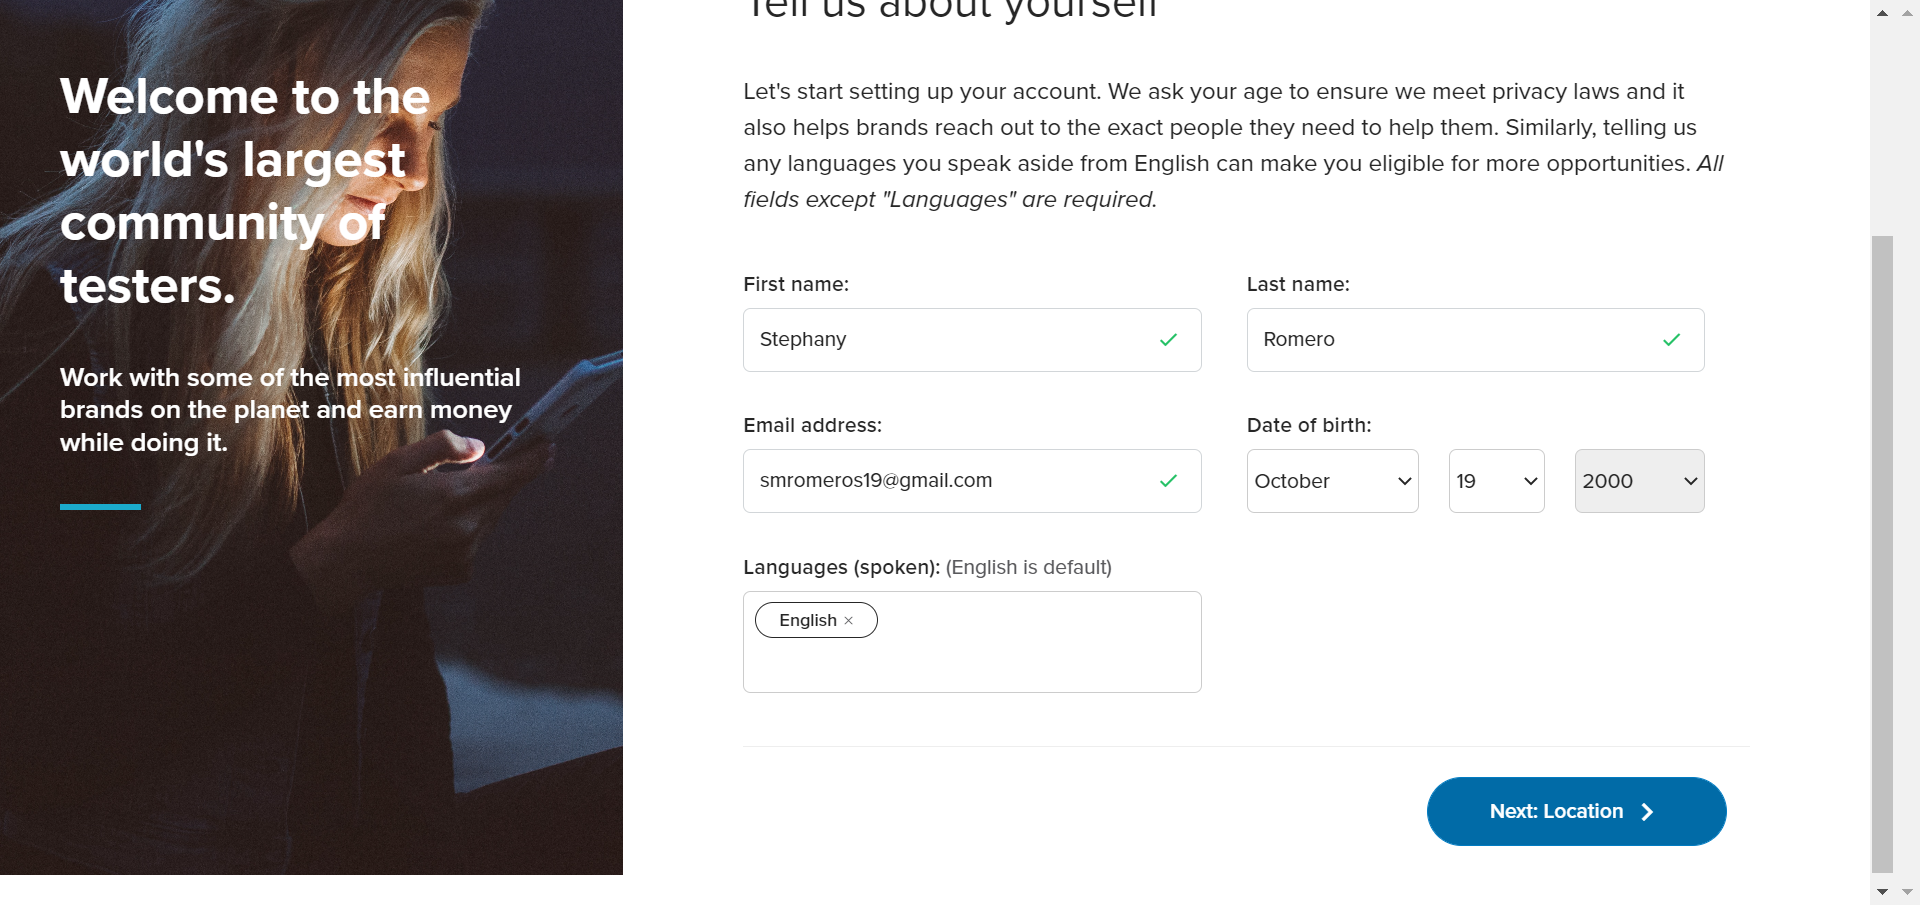 Welcome to the
world's largest
community of
testers.
Work with some of the most influential
brands on the planet and earn money
while doing it.
Tell us about yourself
Let's start setting up your account. We ask your age to ensure we meet privacy laws and it
also helps brands reach out to the exact people they need to help them. Similarly, telling us
any languages you speak aside from English can make you eligible for more opportunities. All
fields except "Languages" are required.
First name:
Last name:
Stephany
Romero
Email address:
Date of birth:
smromeros19@gmail.com
October
19
2000
Languages (spoken): (English is default)
English ×
Next: Location